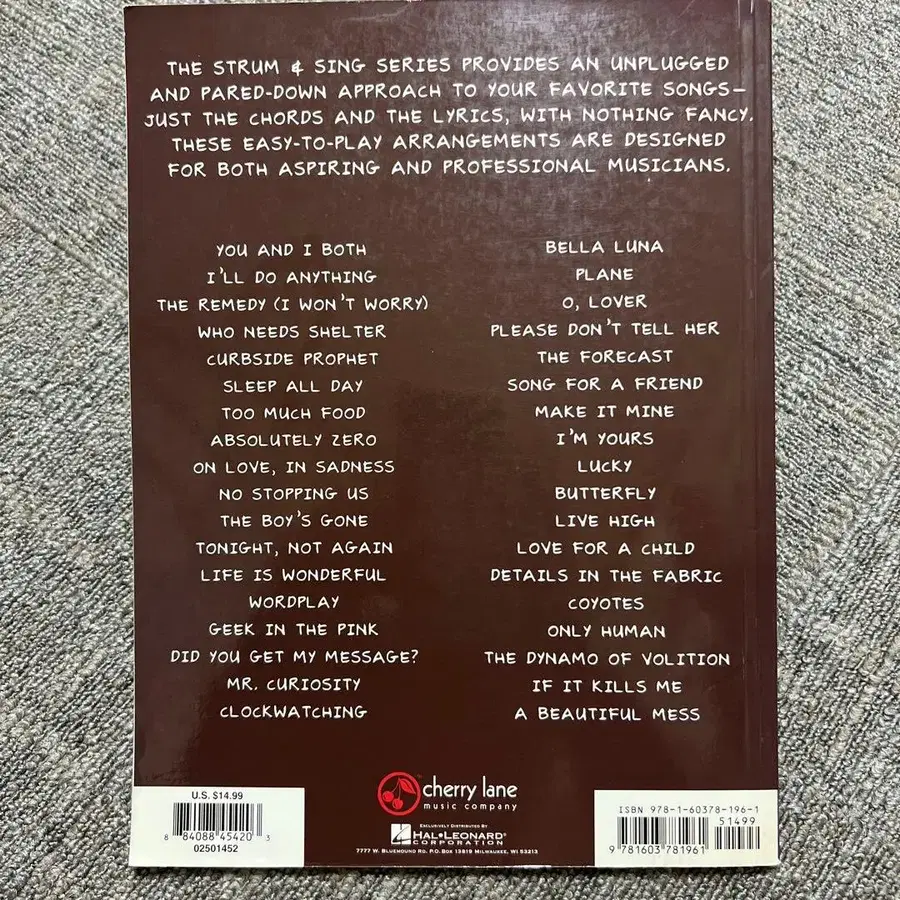 THE STRUM & SING SERIES PROVIDES AN UNPLUGGED
AND PARED-DOWN APPROACH TO YOUR FAVORITE SONGS—
JUST THE CHORDS AND THE LYRICS, WITH NOTHING FANCY.
THESE EASY-TO-PLAY ARRANGEMENTS ARE DESIGNED
FOR BOTH ASPIRING AND PROFESSIONAL MUSICIANS.
YOU AND I BOTH
I'LL DO ANYTHING
THE REMEDY (I WON'T WORRY)
WHO NEEDS SHELTER
CURBSIDE PROPHET
SLEEP ALL DAY
TOO MUCH FOOD
ABSOLUTELY ZERO
ON LOVE, IN SADNESS
NO STOPPING US
THE BOY'S GONE
TONIGHT, NOT AGAIN
LIFE IS WONDERFUL
WORDPLAY
GEEK IN THE PINK
DID YOU GET MY MESSAGE?
MR. CURIOSITY
CLOCKWATCHING
BELLA LUNA
PLANE
O, LOVER
PLEASE DON'T TELL HER
THE FORECAST
SONG FOR A FRIEND
MAKE IT MINE
I'M YOURS
LUCKY
BUTTERFLY
LIVE HIGH
LOVE FOR A CHILD
DETAILS IN THE FABRIC
COYOTES
ONLY HUMAN
THE DYNAMO OF VOLITION
IF IT KILLS ME
A BEAUTIFUL MESS
U.S. $14.99
8 84088 45420 3
02501452
cherry lane
music company
EXCLUSIVELY DISTRIBUTED BY
HAL•LEONARD
CORPORATION
7777 W. BLUEMOUND RD. P.O. BOX 13819 MILWAUKEE, WI 53213
ISBN 978-1-60378-196-1
51499
9 781603 781961